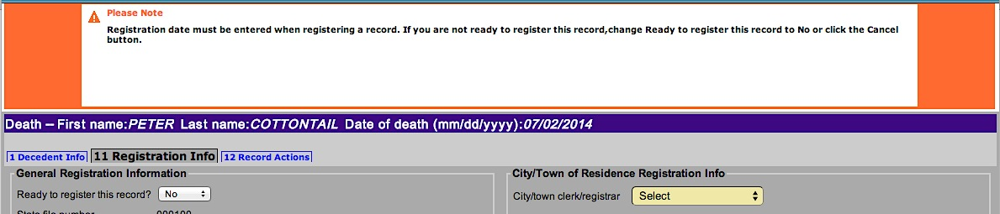 Please Note
Registration date must be entered when registering a record. If you are not ready to register this record,change Ready to register this record to No or click the Cancel
button.
Death -- First name:PETER Last name:COTTONTAIL Date of death (mm/dd/yyyy):07/02/2014
1 Decedent Info 11 Registration Info 12 Record Actions
General Registration Information
Ready to register this record? No
State file number 000100
City/Town of Residence Registration Info
City/town clerk/registrar Select